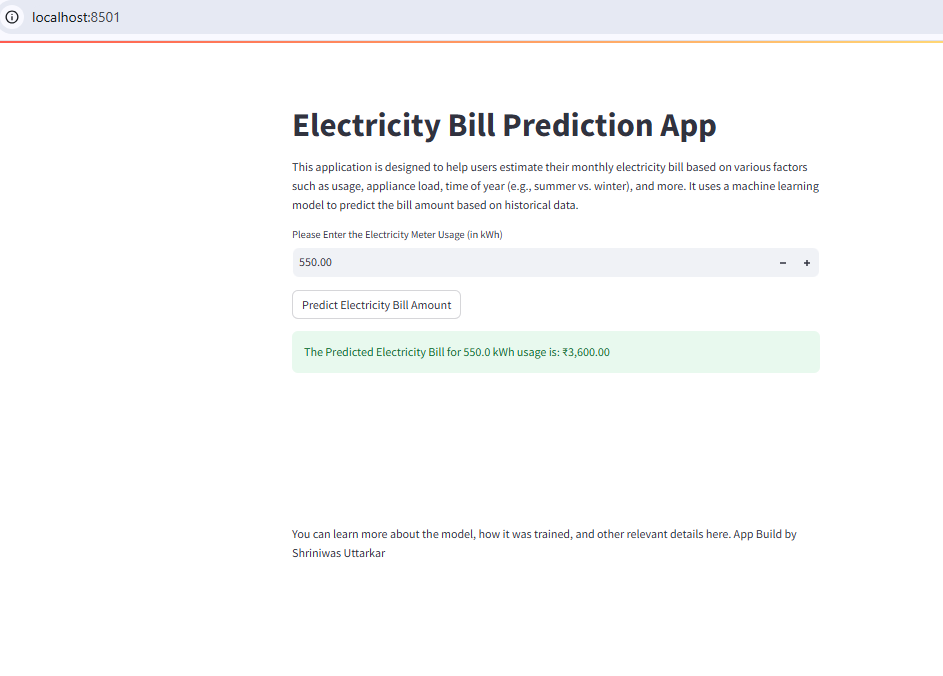 localhost:8501
Electricity Bill Prediction App
This application is designed to help users estimate their monthly electricity bill based on various factors
such as usage, appliance load, time of year (e.g., summer vs. winter), and more. It uses a machine learning
model to predict the bill amount based on historical data.
Please Enter the Electricity Meter Usage (in kWh)
550.00 − +
Predict Electricity Bill Amount
The Predicted Electricity Bill for 550.0 kWh usage is: ₹3,600.00
You can learn more about the model, how it was trained, and other relevant details here. App Build by
Shriniwas Uttarkar